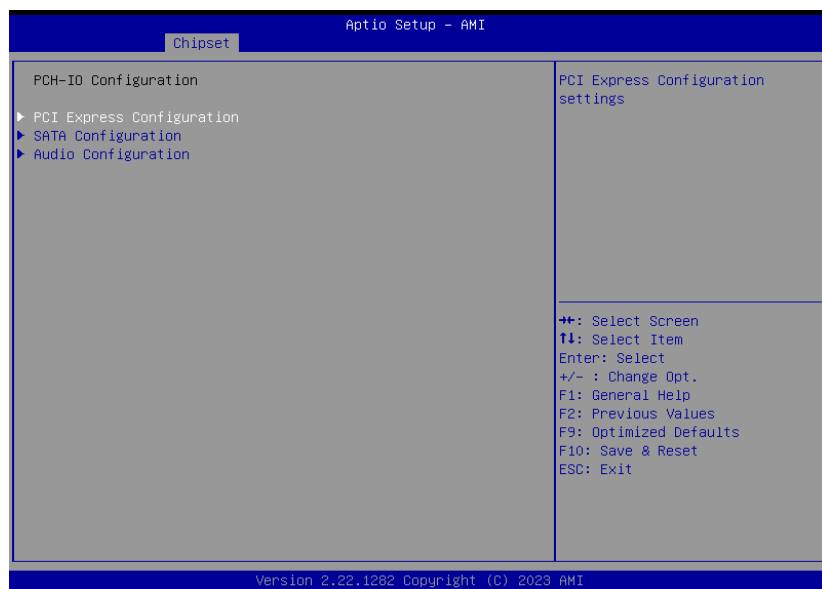 Aptio Setup – AMI
Chipset
PCH-IO Configuration
▶ PCI Express Configuration
▶ SATA Configuration
▶ Audio Configuration
PCI Express Configuration
settings
→←: Select Screen
↑↓: Select Item
Enter: Select
+/- : Change Opt.
F1: General Help
F2: Previous Values
F9: Optimized Defaults
F10: Save & Reset
ESC: Exit
Version 2.22.1282 Copyright (C) 2023 AMI